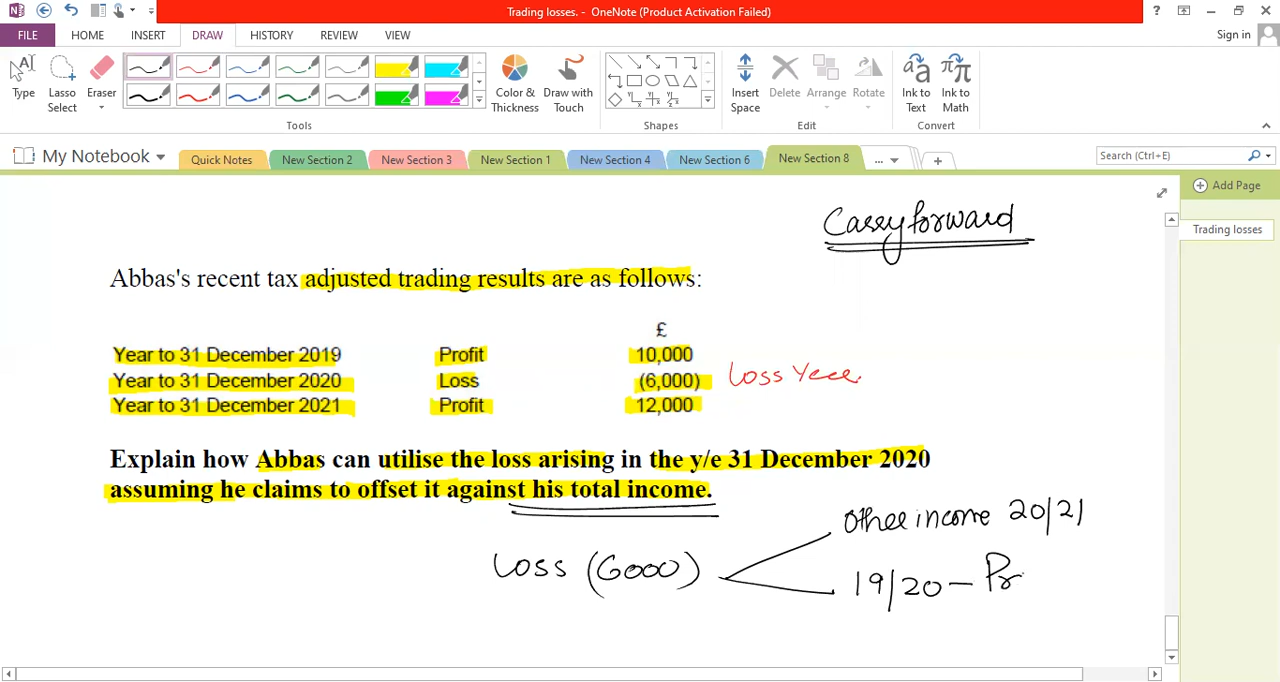 Trading losses. - OneNote (Product Activation Failed)
?
FILE HOME INSERT DRAW HISTORY REVIEW VIEW Sign in
Type Lasso Select Eraser Color & Thickness Draw with Touch Insert Space Delete Arrange Rotate Ink to Text Ink to Math
Tools Shapes Edit Convert
My Notebook Quick Notes New Section 2 New Section 3 New Section 1 New Section 4 New Section 6 New Section 8 ... + Search (Ctrl+E)
Add Page
Trading losses
Carryforward
Abbas's recent tax adjusted trading results are as follows:
£
Year to 31 December 2019 Profit 10,000
Year to 31 December 2020 Loss (6,000) Loss Year
Year to 31 December 2021 Profit 12,000
Explain how Abbas can utilise the loss arising in the y/e 31 December 2020
assuming he claims to offset it against his total income.
Other income 20/21
Loss (6000)
19/20 - Pr